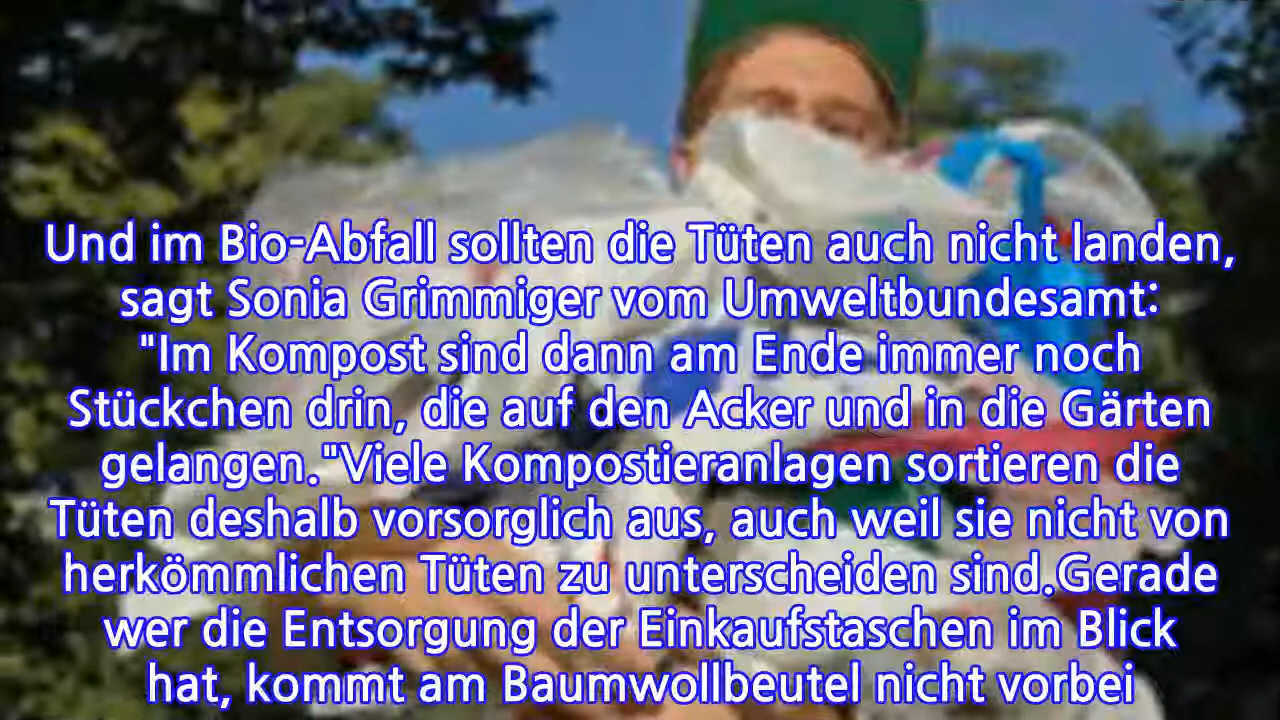 Und im Bio-Abfall sollten die Tüten auch nicht landen,
sagt Sonia Grimmiger vom Umweltbundesamt:
"Im Kompost sind dann am Ende immer noch
Stückchen drin, die auf den Acker und in die Gärten
gelangen."Viele Kompostieranlagen sortieren die
Tüten deshalb vorsorglich aus, auch weil sie nicht von
herkömmlichen Tüten zu unterscheiden sind.Gerade
wer die Entsorgung der Einkaufstaschen im Blick
hat, kommt am Baumwollbeutel nicht vorbei